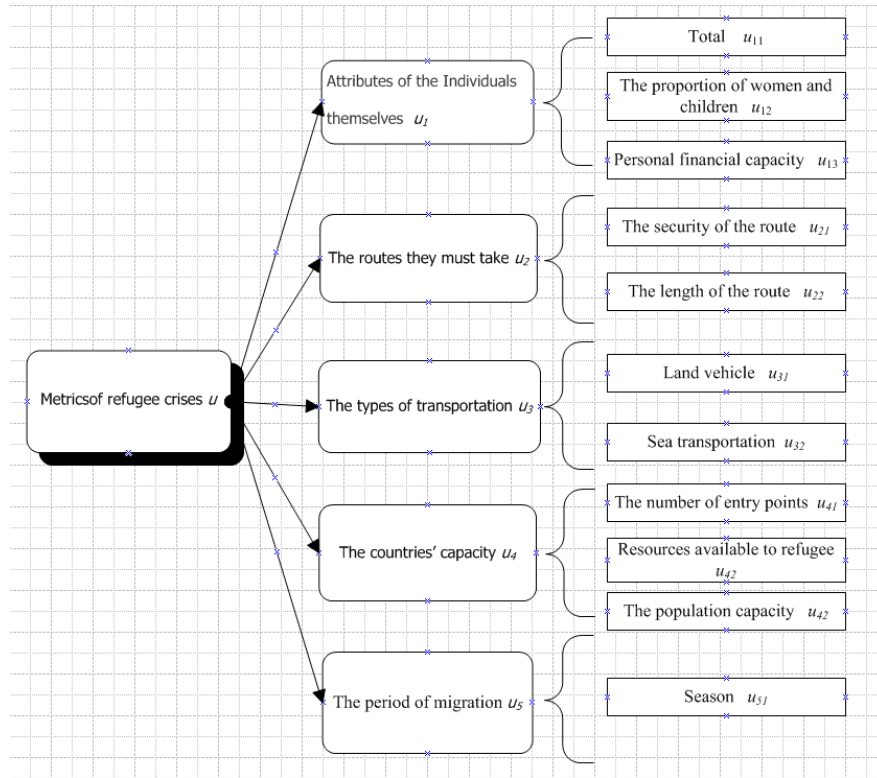 Total u11
Attributes of the Individuals
themselves u1
The proportion of women and
children u12
Personal financial capacity u13
The routes they must take u2
The security of the route u21
The length of the route u22
Metricsof refugee crises u
The types of transportation u3
Land vehicle u31
Sea transportation u32
The countries' capacity u4
The number of entry points u41
Resources available to refugee
u42
The population capacity u42
The period of migration u5
Season u51